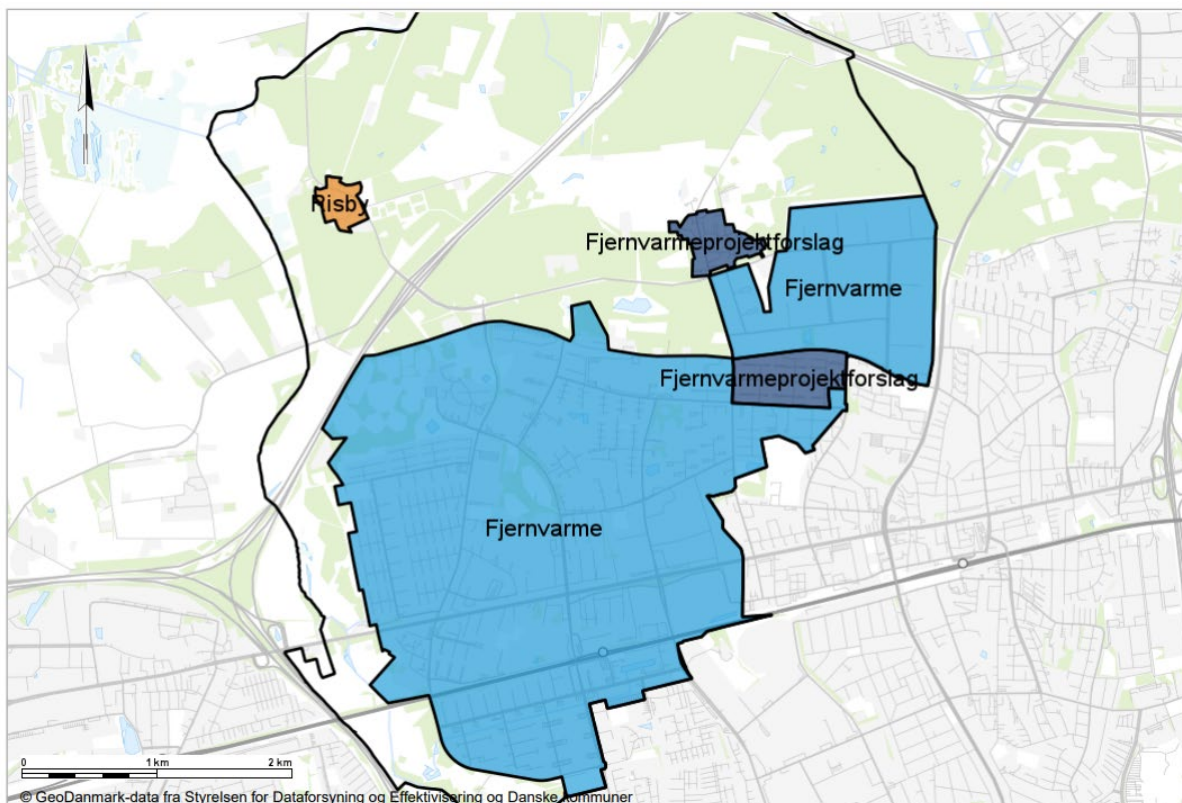 Risby
Fjernvarmeprojektforslag
Fjernvarme
Fjernvarmeprojektforslag
Fjernvarme
0 1 km 2 km
© GeoDanmark-data fra Styrelsen for Dataforsyning og Effektivisering og Danske kommuner